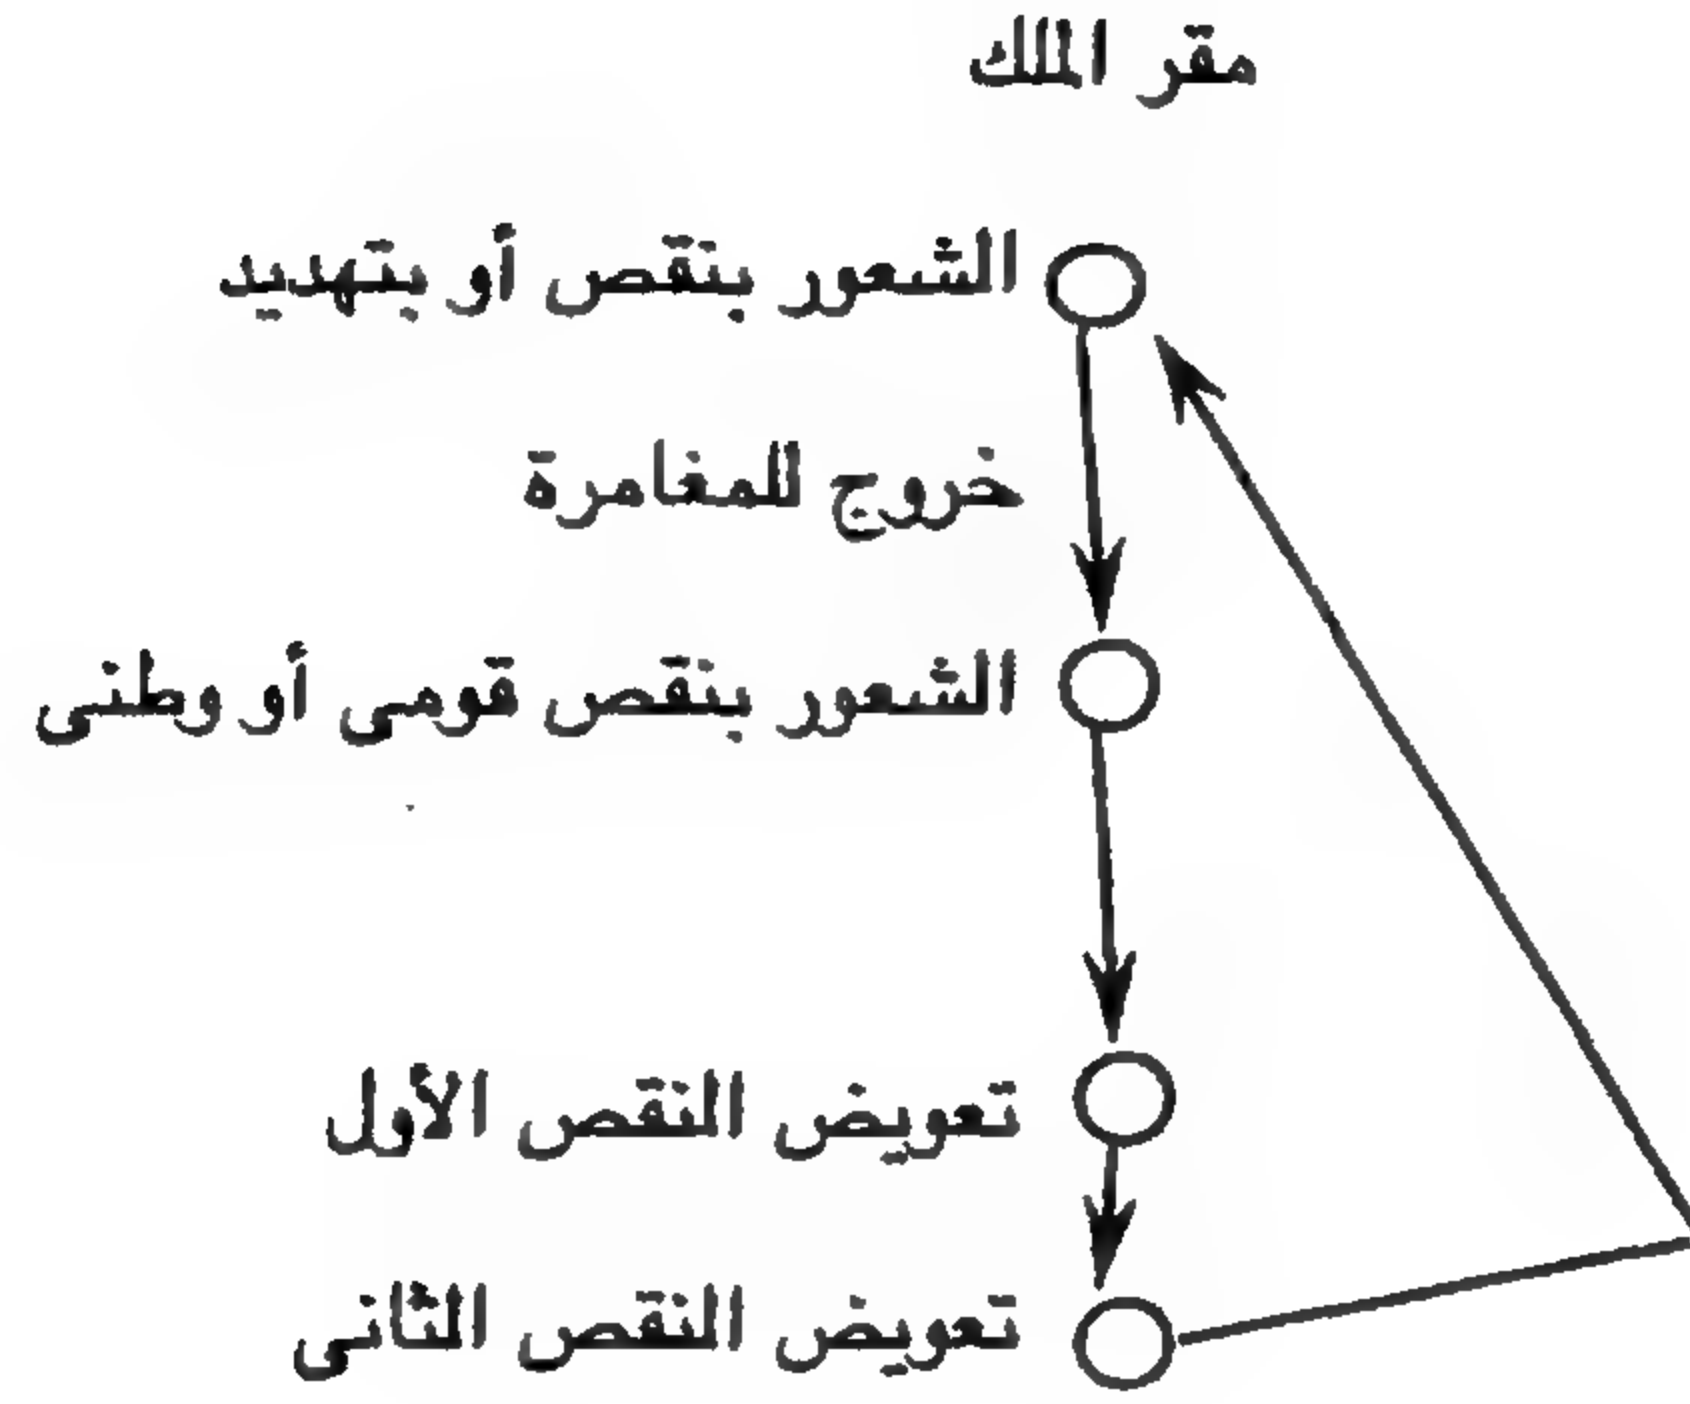 مقر الملك
الشعور بنقص أو بتهديد
خروج للمغامرة
الشعور بنقص قومى أو وطنى
تعويض النقص الأول
تعويض النقص الثانى